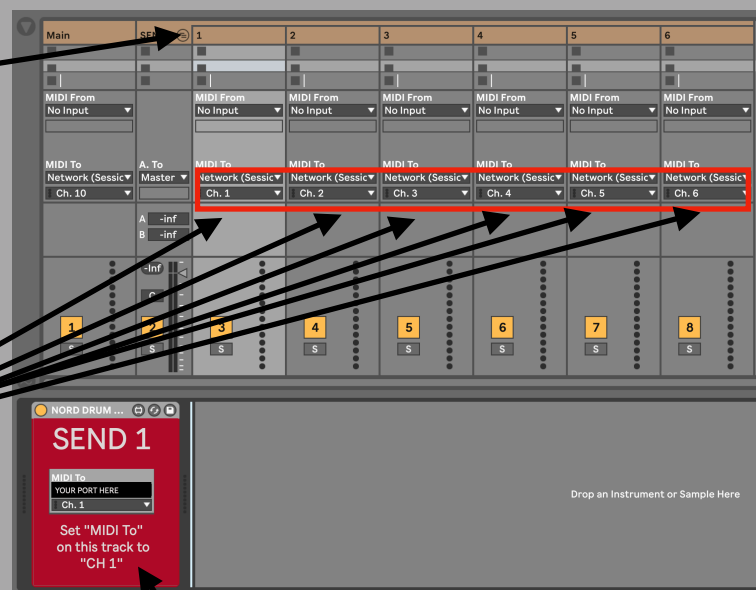 Main SEN 1 2 3 4 5 6
MIDI From MIDI From MIDI From MIDI From MIDI From MIDI From MIDI From
No Input No Input No Input No Input No Input No Input No Input
MIDI To A. To MIDI To MIDI To MIDI To MIDI To MIDI To MIDI To
Network (Sessic Master Network (Sessic Network (Sessic Network (Sessic Network (Sessic Network (Sessic Network (Sessic
Ch. 10 Ch. 1 Ch. 2 Ch. 3 Ch. 4 Ch. 5 Ch. 6
A -inf
B -inf
-Inf
C
1 2 3 4 5 6 7 8
S S S S S S S S
NORD DRUM ...
SEND 1
MIDI To
YOUR PORT HERE
Ch. 1
Set "MIDI To"
on this track to
"CH 1"
Drop an Instrument or Sample Here